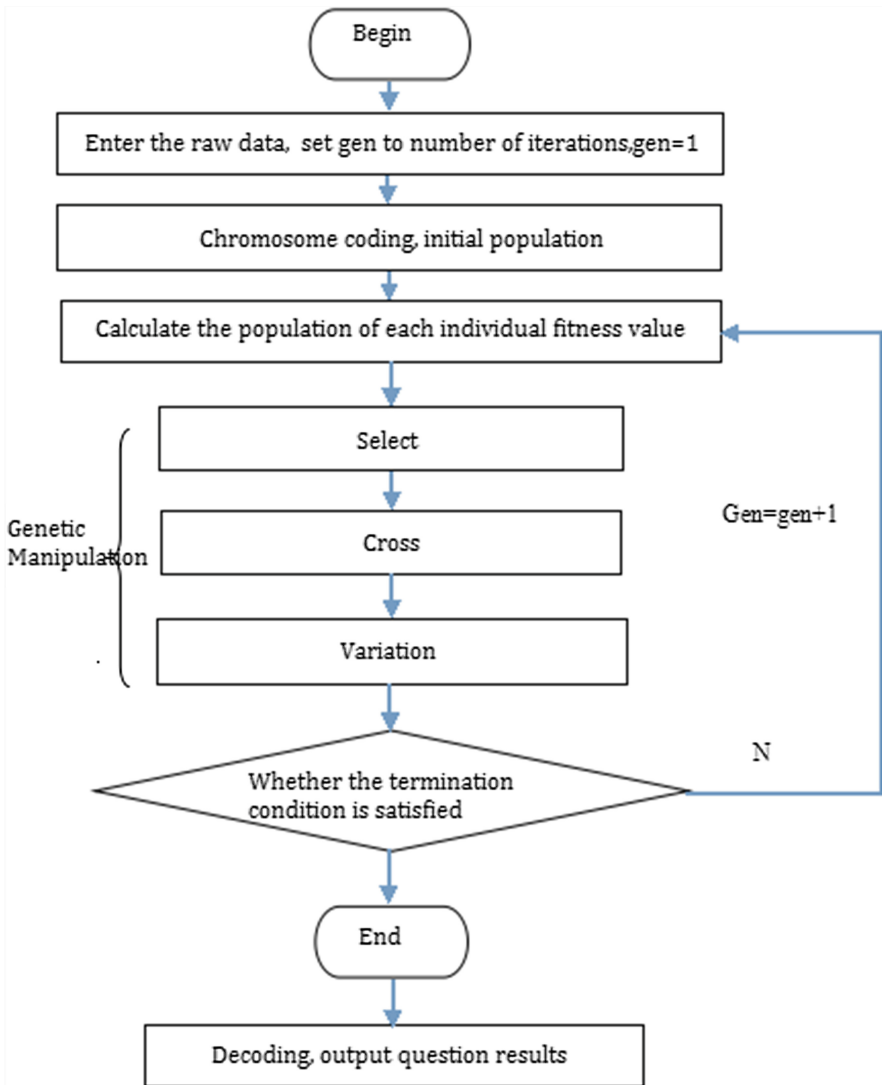 Begin
Enter the raw data, set gen to number of iterations,gen=1
Chromosome coding, initial population
Calculate the population of each individual fitness value
Select
Cross
Genetic
Manipulation
Gen=gen+1
Variation
N
Whether the termination
condition is satisfied
End
Decoding, output question results